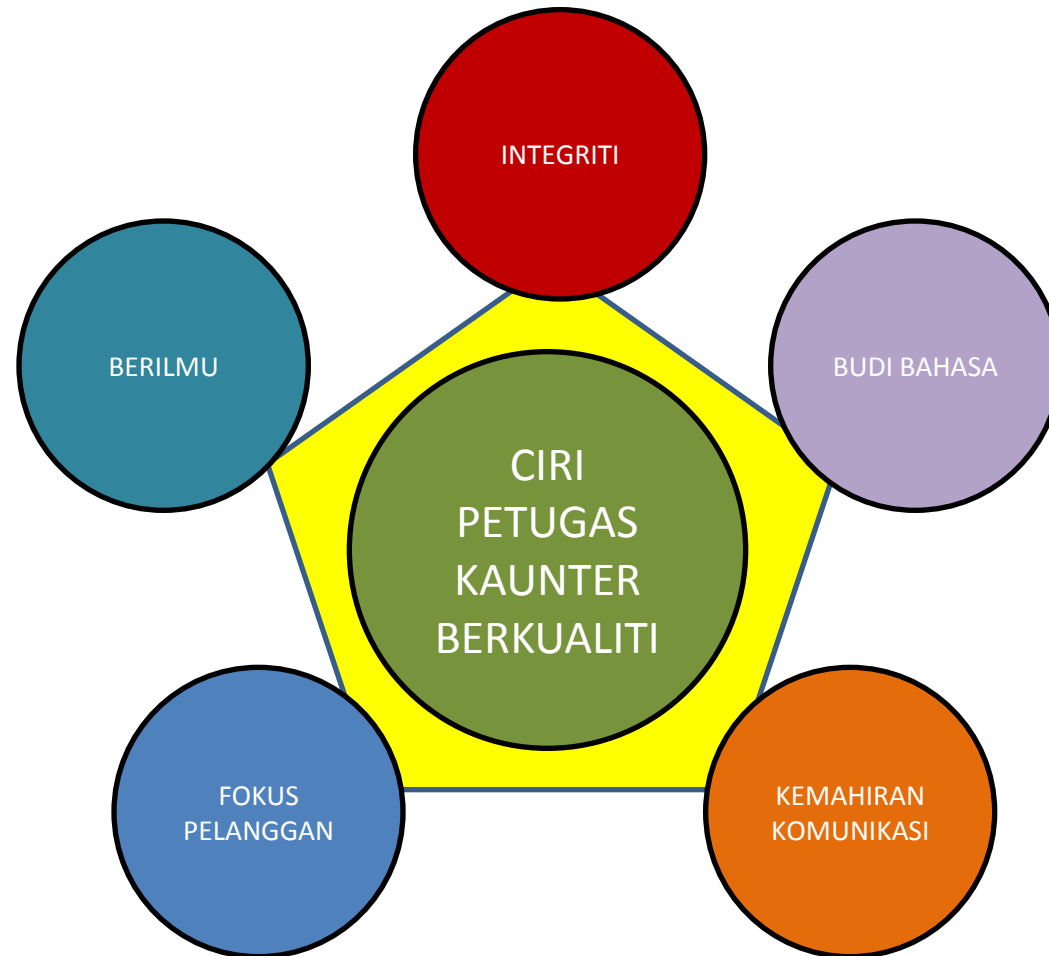 INTEGRITI
BERILMU
BUDI BAHASA
CIRI
PETUGAS
KAUNTER
BERKUALITI
FOKUS
PELANGGAN
KEMAHIRAN
KOMUNIKASI